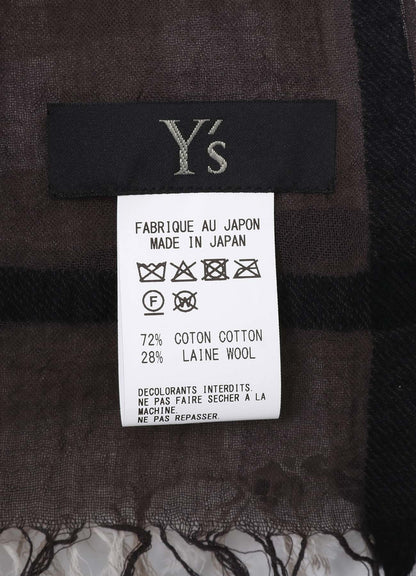 Y's
FABRIQUE AU JAPON
MADE IN JAPAN
F W
72% COTON COTTON
28% LAINE WOOL
DECOLORANTS INTERDITS.
NE PAS FAIRE SECHER A LA
MACHINE.
NE PAS REPASSER.